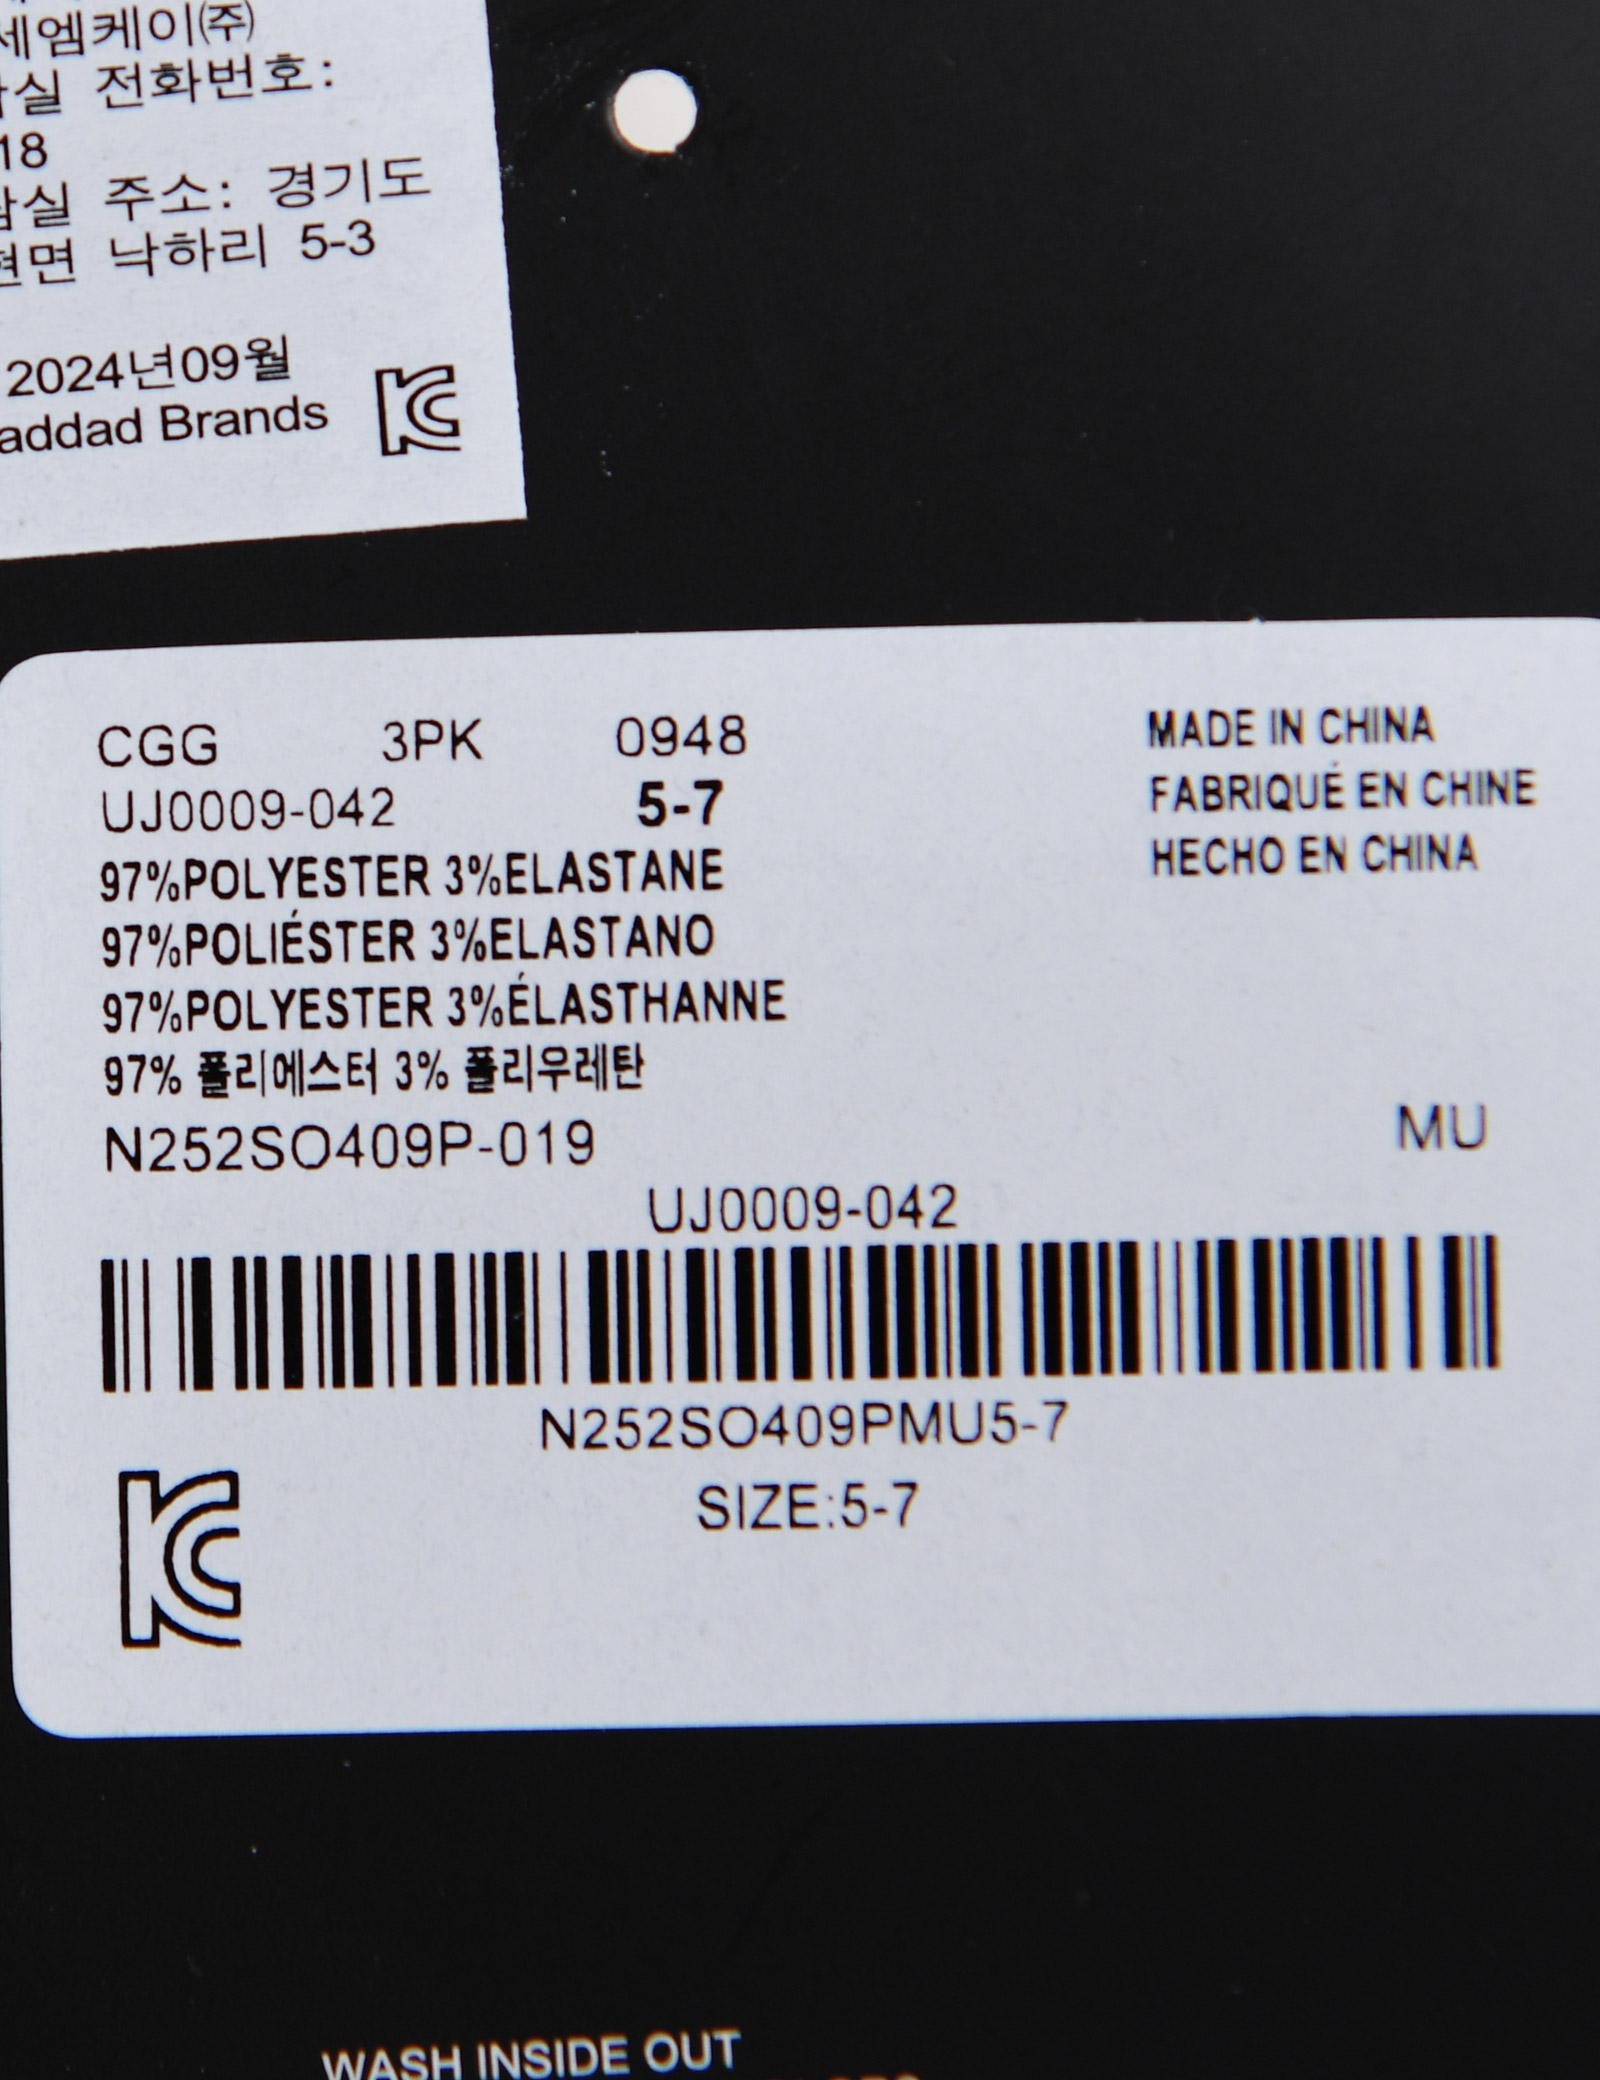 세엠케이㈜
전화번호:
18
주소: 경기도
낙하리 5-3
2024년09월
addad Brands
CGG 3PK 0948
UJ0009-042 5-7
97%POLYESTER 3%ELASTANE
97%POLIÉSTER 3%ELASTANO
97%POLYESTER 3%ÉLASTHANNE
97% 폴리에스터 3% 폴리우레탄
N252SO409P-019
MADE IN CHINA
FABRIQUÉ EN CHINE
HECHO EN CHINA
MU
UJ0009-042
N252SO409PMU5-7
SIZE:5-7
WASH INSIDE OUT